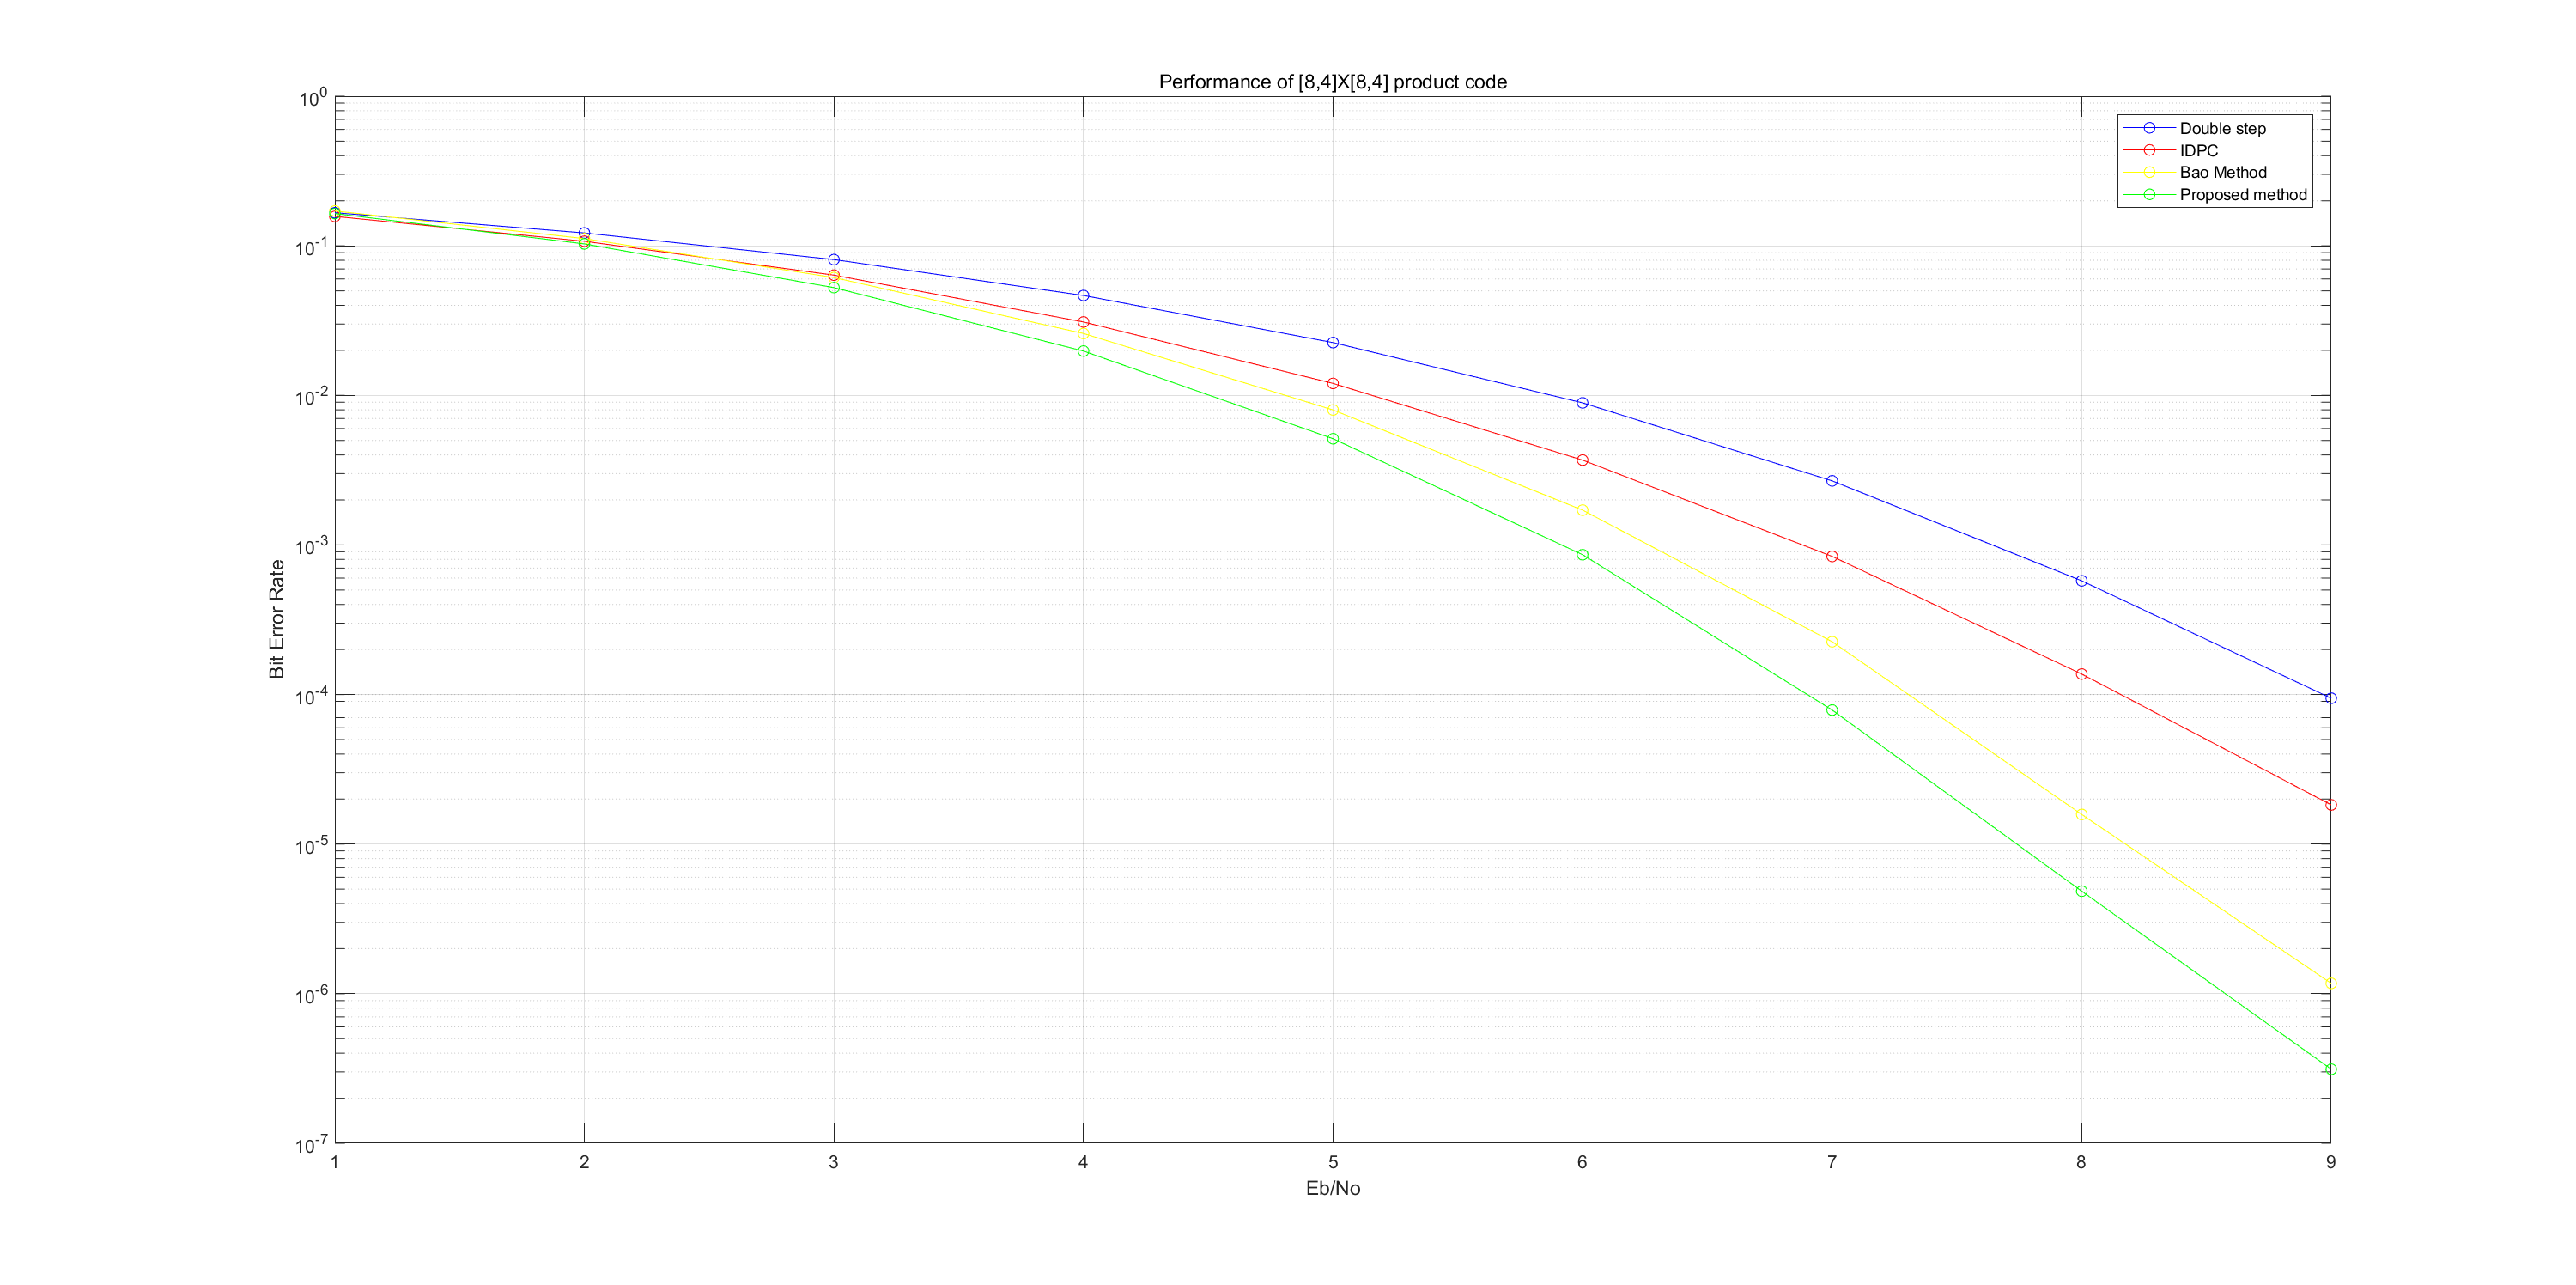 Performance of [8,4]X[8,4] product code
10^0
10^-1
10^-2
10^-3
10^-4
10^-5
10^-6
10^-7
Bit Error Rate
Double step
IDPC
Bao Method
Proposed method
1 2 3 4 5 6 7 8 9
Eb/No